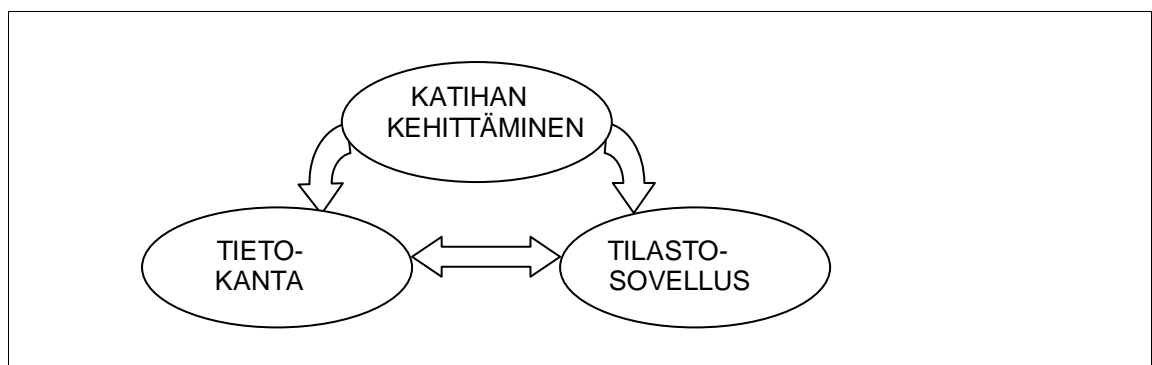 KATIHAN
KEHITTÄMINEN
TIETO-
KANTA
TILASTO-
SOVELLUS